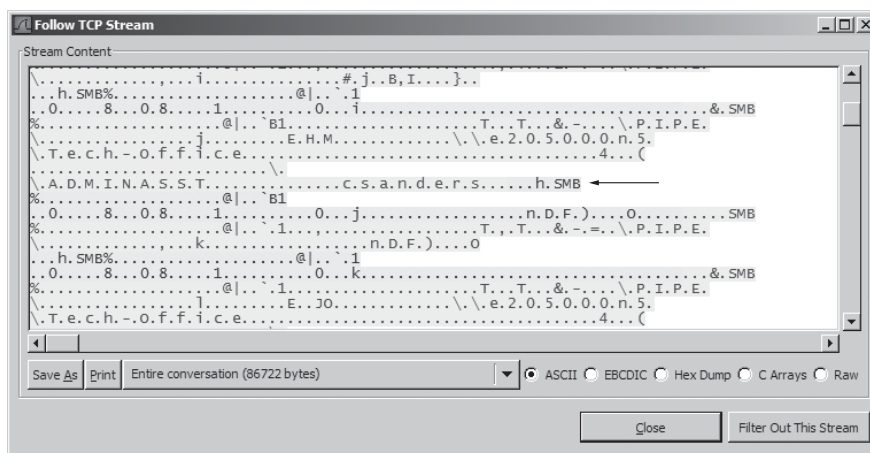 Follow TCP Stream
Stream Content
\...............,...i...............#.j..B,I....}..
...h.SMB%......................@|..`.1
..0.....8...0.8.....1..........0...i.......................................&.SMB
%......................@|..`B1......................T...T...&.-....\.P.I.P.E.
\..................j..........E.H.M............\.\.e.2.0.5.0.0.0.n.5.
\.T.e.c.h.-.O.f.f.i.c.e.......................................4...(
..............................\.
\.A.D.M.I.N.A.S.S.T...............c.s.a.n.d.e.r.s......h.SMB
%......................@|..`B1
..0.....8...0.8.....1..........0...j...................n.D.F.)....O..........SMB
%......................@|..`.1...,..................T.,.T...&.-.=..\.P.I.P.E.
\...............,...k..................n.D.F.)....O
...h.SMB%......................@|..`.1
..0.....8...0.8.....1..........0...k.......................................&.SMB
%......................@|..`.1......................T...T...&.-....\.P.I.P.E.
\..................l..........E..JO............\.\.e.2.0.5.0.0.0.n.5.
\.T.e.c.h.-.O.f.f.i.c.e.......................................4...(
Save As Print Entire conversation (86722 bytes) ASCII EBCDIC Hex Dump C Arrays Raw
Close Filter Out This Stream